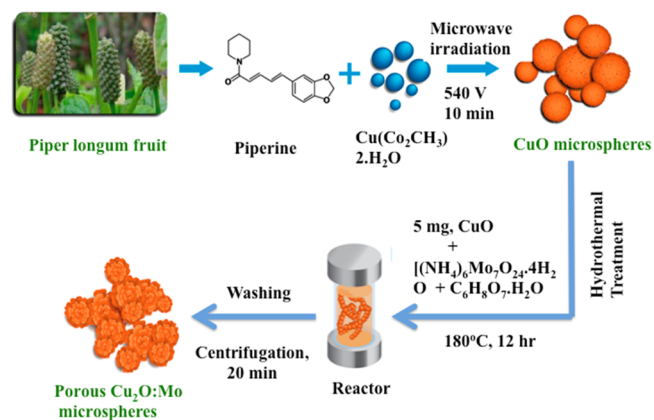 Microwave
irradiation
540 V
10 min
N
O
O
O
+
Piper longum fruit
Piperine
Cu(Co₂CH₃)
2.H₂O
CuO microspheres
Hydrothermal
Treatment
5 mg, CuO
+
[(NH₄)₆Mo₇O₂₄.4H₂
O + C₆H₈O₇.H₂O
180°C, 12 hr
Reactor
Washing
Centrifugation,
20 min
Porous Cu₂O:Mo
microspheres